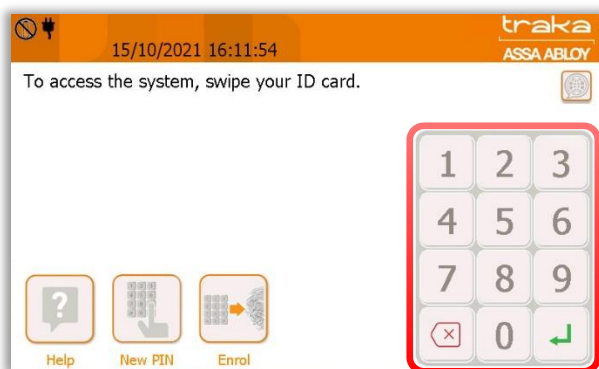 traka
15/10/2021 16:11:54
ASSA ABLOY
To access the system, swipe your ID card.
1 2 3
4 5 6
7 8 9
0
?
Help New PIN Enrol